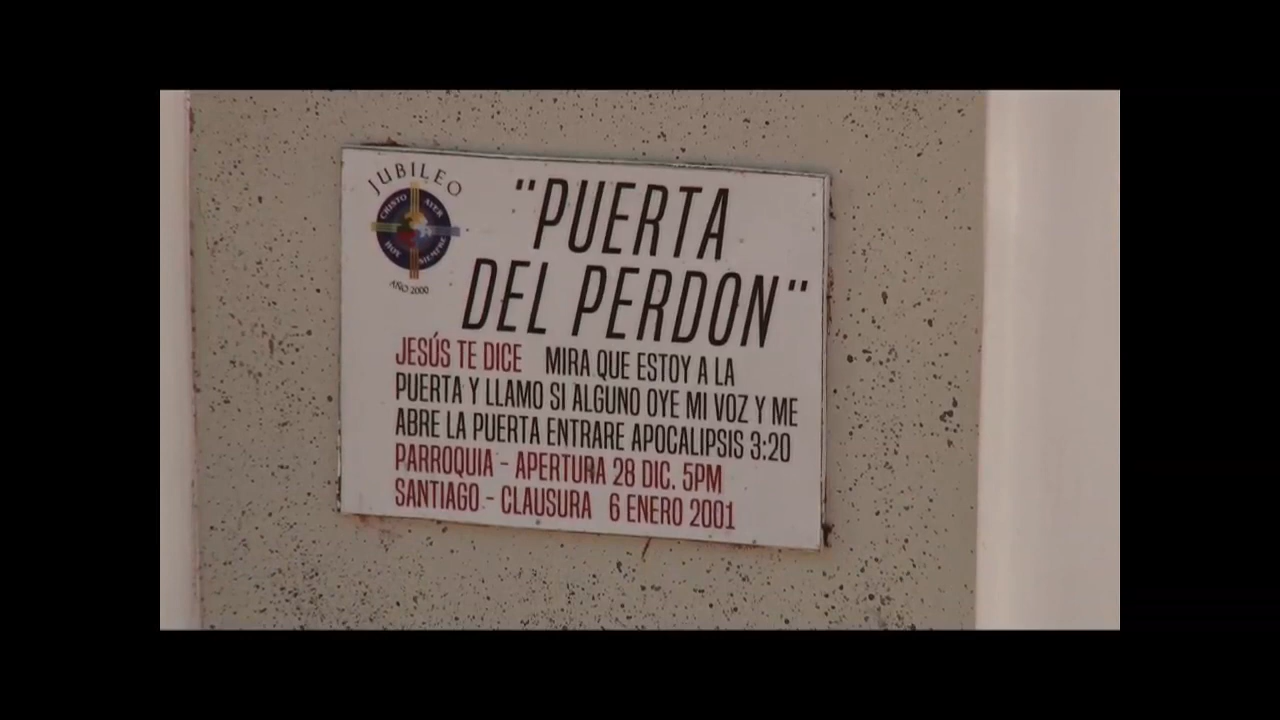 JUBILEO
CRISTO AYER
HOY SIEMPRE
AÑO 2000
"PUERTA
DEL PERDON"
JESÚS TE DICE MIRA QUE ESTOY A LA
PUERTA Y LLAMO SI ALGUNO OYE MI VOZ Y ME
ABRE LA PUERTA ENTRARE APOCALIPSIS 3:20
PARROQUIA - APERTURA 28 DIC. 5PM
SANTIAGO - CLAUSURA 6 ENERO 2001